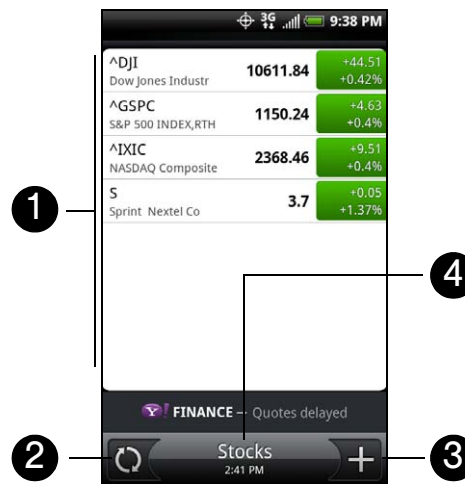 3G 9:38 PM
^DJI
Dow Jones Industr
10611.84
+44.51
+0.42%
^GSPC
S&P 500 INDEX,RTH
1150.24
+4.63
+0.4%
^IXIC
NASDAQ Composite
2368.46
+9.51
+0.4%
S
Sprint Nextel Co
3.7
+0.05
+1.37%
1
4
Y! FINANCE -- Quotes delayed
2
Stocks
2:41 PM
3